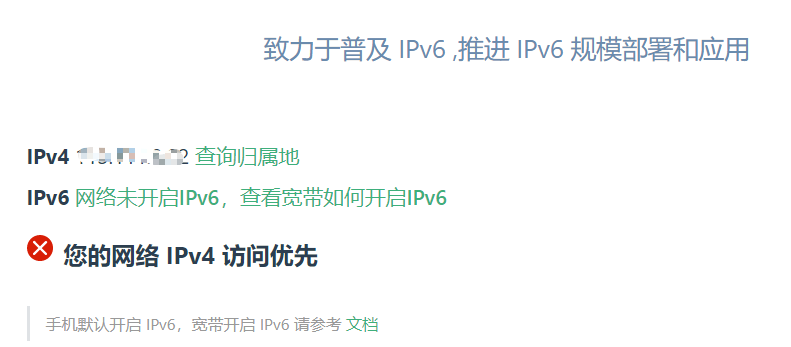 致力于普及 IPv6 ,推进 IPv6 规模部署和应用
IPv4 查询归属地
IPv6 网络未开启IPv6，查看宽带如何开启IPv6
您的网络 IPv4 访问优先
手机默认开启 IPv6，宽带开启 IPv6 请参考 文档